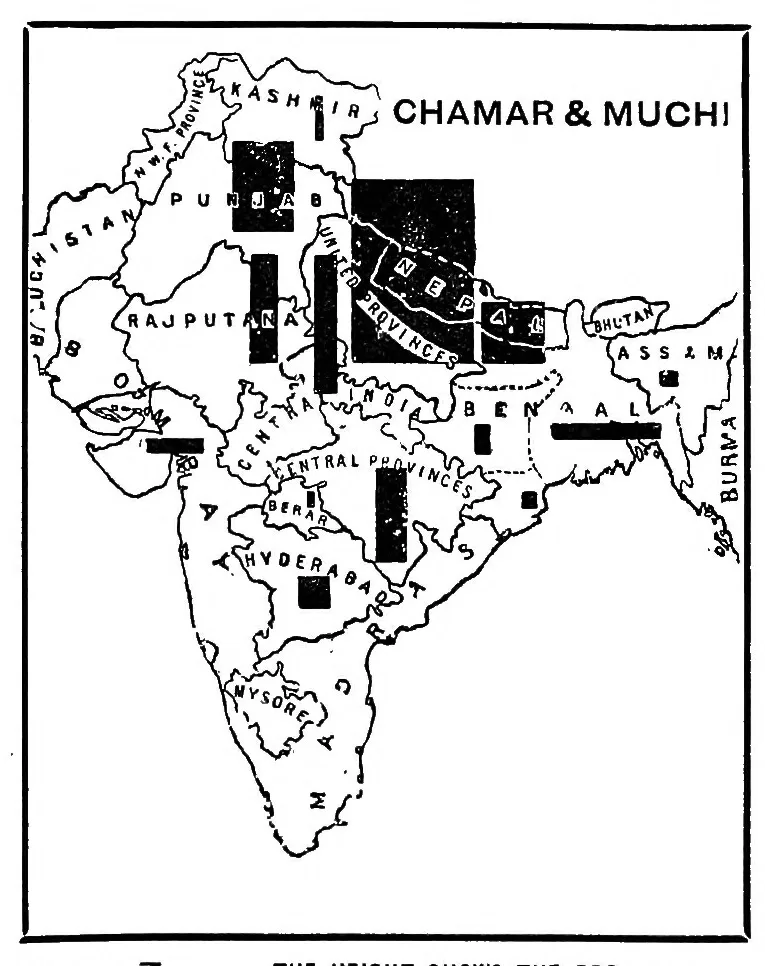 CHAMAR & MUCHI
KASHMIR
N.W.F. PROVINCE
PUNJAB
BALUCHISTAN
UNITED PROVINCES
NEPAL
RAJPUTANA
BHUTAN
ASSAM
BOMBAY
CENTRAL INDIA
BENGAL
BURMA
CENTRAL PROVINCES
BERAR
HYDERABAD
MADRAS
MYSORE